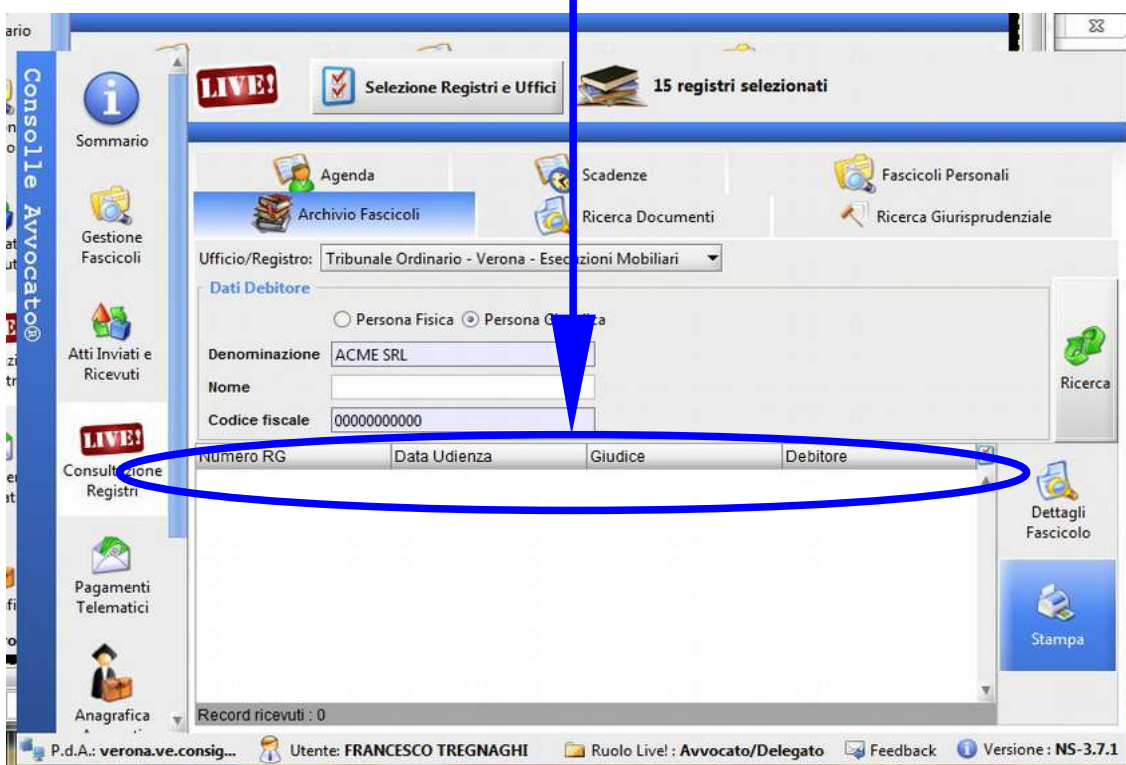 ario
LIVE!
Selezione Registri e Uffici
15 registri selezionati
Consolle Avvocato®
Sommario
Gestione
Fascicoli
Atti Inviati e
Ricevuti
LIVE!
Consultazione
Registri
Pagamenti
Telematici
Anagrafica
Agenda
Scadenze
Fascicoli Personali
Archivio Fascicoli
Ricerca Documenti
Ricerca Giurisprudenziale
Ufficio/Registro: Tribunale Ordinario - Verona - Esecuzioni Mobiliari
Dati Debitore
Persona Fisica Persona Giuridica
Denominazione ACME SRL
Nome
Codice fiscale 00000000000
Ricerca
Numero RG Data Udienza Giudice Debitore
Dettagli
Fascicolo
Stampa
Record ricevuti : 0
P.d.A.: verona.ve.consig... Utente: FRANCESCO TREGNAGHI Ruolo Live! : Avvocato/Delegato Feedback Versione : NS-3.7.1